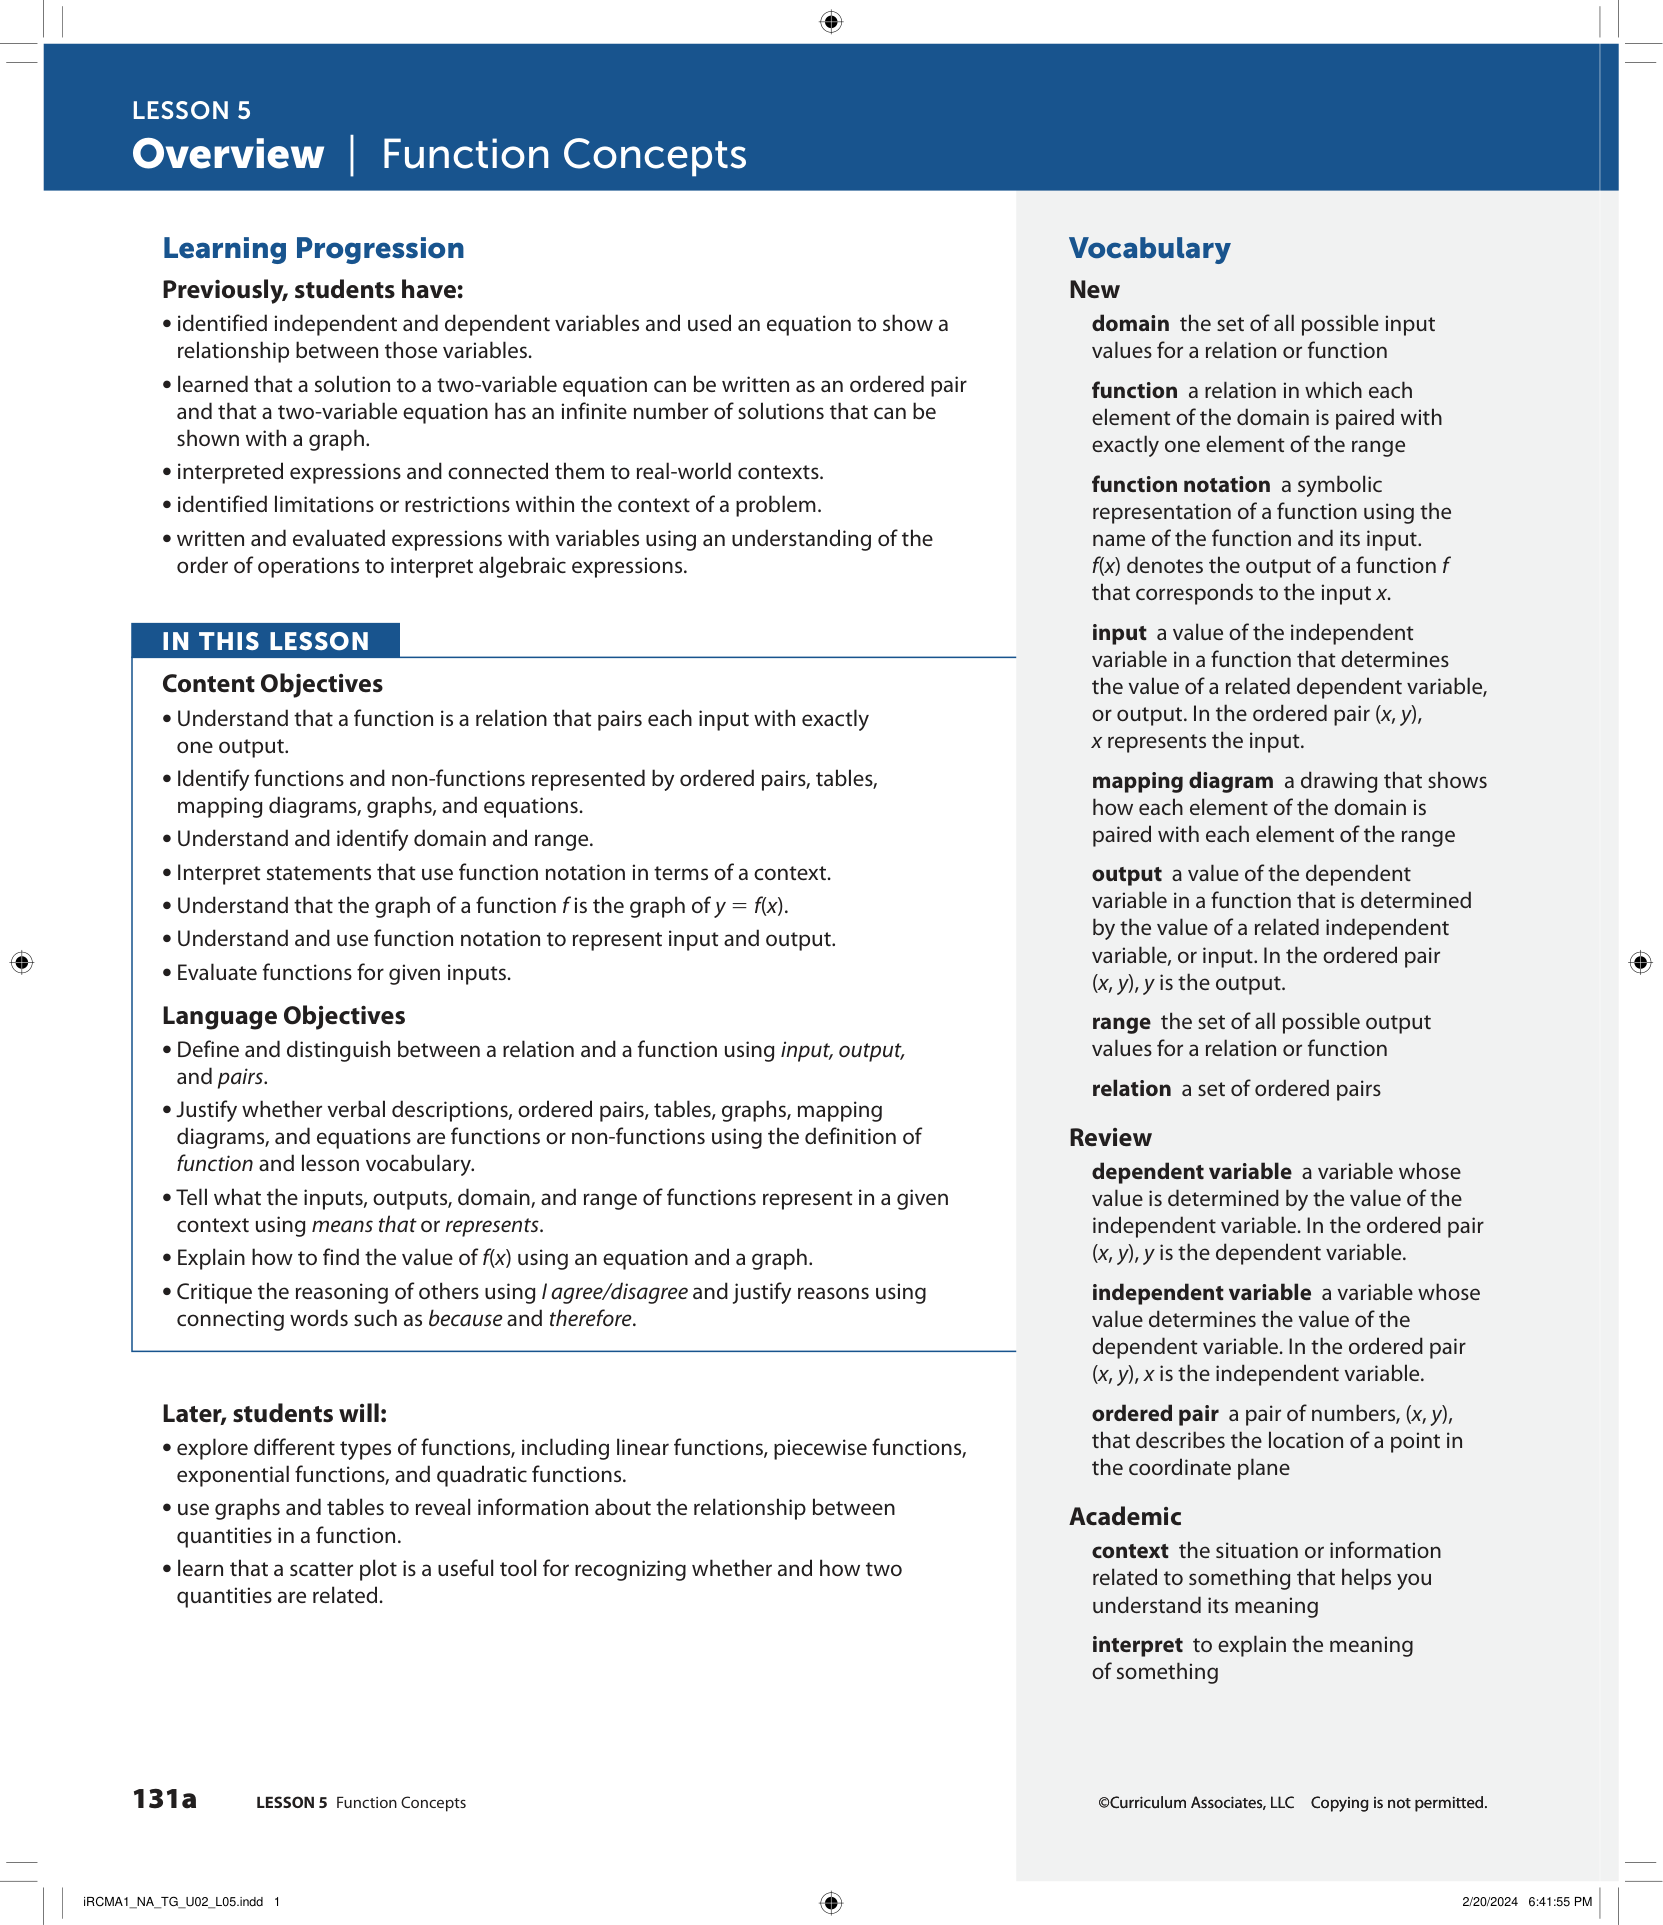 LESSON 5
Overview | Function Concepts
Learning Progression
Previously, students have:
• identified independent and dependent variables and used an equation to show a
relationship between those variables.
• learned that a solution to a two-variable equation can be written as an ordered pair
and that a two-variable equation has an infinite number of solutions that can be
shown with a graph.
• interpreted expressions and connected them to real-world contexts.
• identified limitations or restrictions within the context of a problem.
• written and evaluated expressions with variables using an understanding of the
order of operations to interpret algebraic expressions.
IN THIS LESSON
Content Objectives
• Understand that a function is a relation that pairs each input with exactly
one output.
• Identify functions and non-functions represented by ordered pairs, tables,
mapping diagrams, graphs, and equations.
• Understand and identify domain and range.
• Interpret statements that use function notation in terms of a context.
• Understand that the graph of a function f is the graph of y = f(x).
• Understand and use function notation to represent input and output.
• Evaluate functions for given inputs.
Language Objectives
• Define and distinguish between a relation and a function using input, output,
and pairs.
• Justify whether verbal descriptions, ordered pairs, tables, graphs, mapping
diagrams, and equations are functions or non-functions using the definition of
function and lesson vocabulary.
• Tell what the inputs, outputs, domain, and range of functions represent in a given
context using means that or represents.
• Explain how to find the value of f(x) using an equation and a graph.
• Critique the reasoning of others using I agree/disagree and justify reasons using
connecting words such as because and therefore.
Later, students will:
• explore different types of functions, including linear functions, piecewise functions,
exponential functions, and quadratic functions.
• use graphs and tables to reveal information about the relationship between
quantities in a function.
• learn that a scatter plot is a useful tool for recognizing whether and how two
quantities are related.
Vocabulary
New
domain the set of all possible input
values for a relation or function
function a relation in which each
element of the domain is paired with
exactly one element of the range
function notation a symbolic
representation of a function using the
name of the function and its input.
f(x) denotes the output of a function f
that corresponds to the input x.
input a value of the independent
variable in a function that determines
the value of a related dependent variable,
or output. In the ordered pair (x, y),
x represents the input.
mapping diagram a drawing that shows
how each element of the domain is
paired with each element of the range
output a value of the dependent
variable in a function that is determined
by the value of a related independent
variable, or input. In the ordered pair
(x, y), y is the output.
range the set of all possible output
values for a relation or function
relation a set of ordered pairs
Review
dependent variable a variable whose
value is determined by the value of the
independent variable. In the ordered pair
(x, y), y is the dependent variable.
independent variable a variable whose
value determines the value of the
dependent variable. In the ordered pair
(x, y), x is the independent variable.
ordered pair a pair of numbers, (x, y),
that describes the location of a point in
the coordinate plane
Academic
context the situation or information
related to something that helps you
understand its meaning
interpret to explain the meaning
of something
131a LESSON 5 Function Concepts
©Curriculum Associates, LLC Copying is not permitted.
iRCMA1_NA_TG_U02_L05.indd 1
2/20/2024 6:41:55 PM